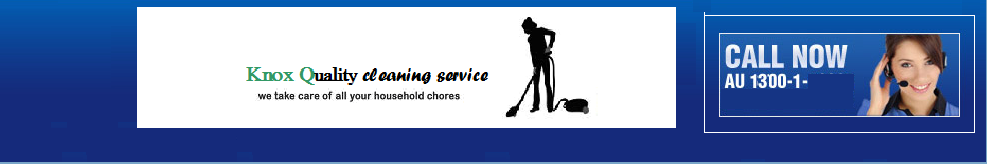 Knox Quality cleaning service
we take care of all your household chores
CALL NOW
AU 1300-1-